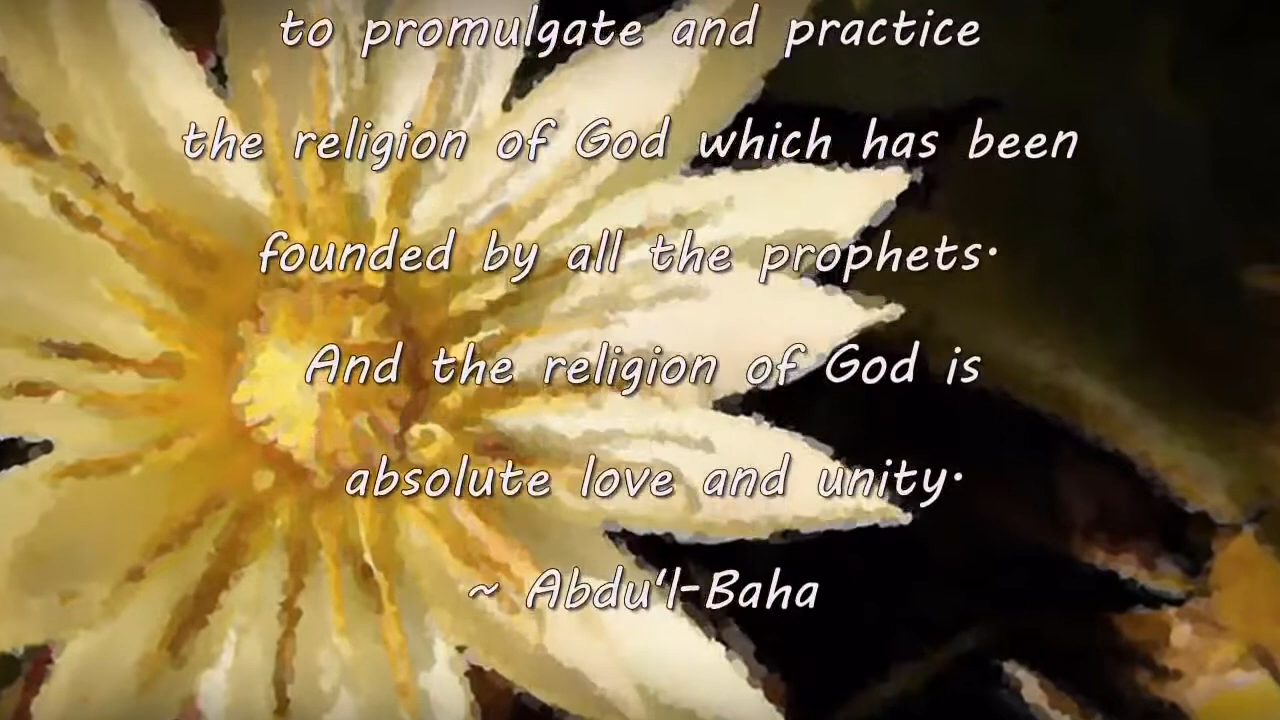 to promulgate and practice
the religion of God which has been
founded by all the prophets·
And the religion of God is
absolute love and unity·
~ Abdu‘l-Baha